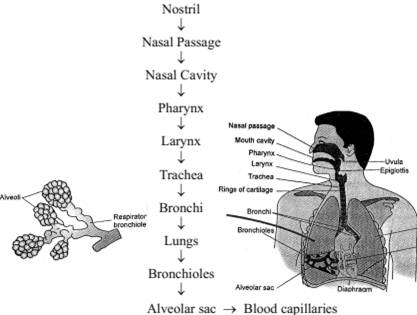 Nostril
↓
Nasal Passage
↓
Nasal Cavity
↓
Pharynx
↓
Larynx
↓
Trachea
↓
Bronchi
↓
Lungs
↓
Bronchioles
↓
Alveolar sac → Blood capillaries
Alveoli
Respirator
bronchiole
Nasal passage
Mouth cavity
Pharynx
Larynx
Trachea
Rings of cartilage
Bronchi
Bronchioles
Alveolar sac
Uvula
Epiglottis
Diaphragm